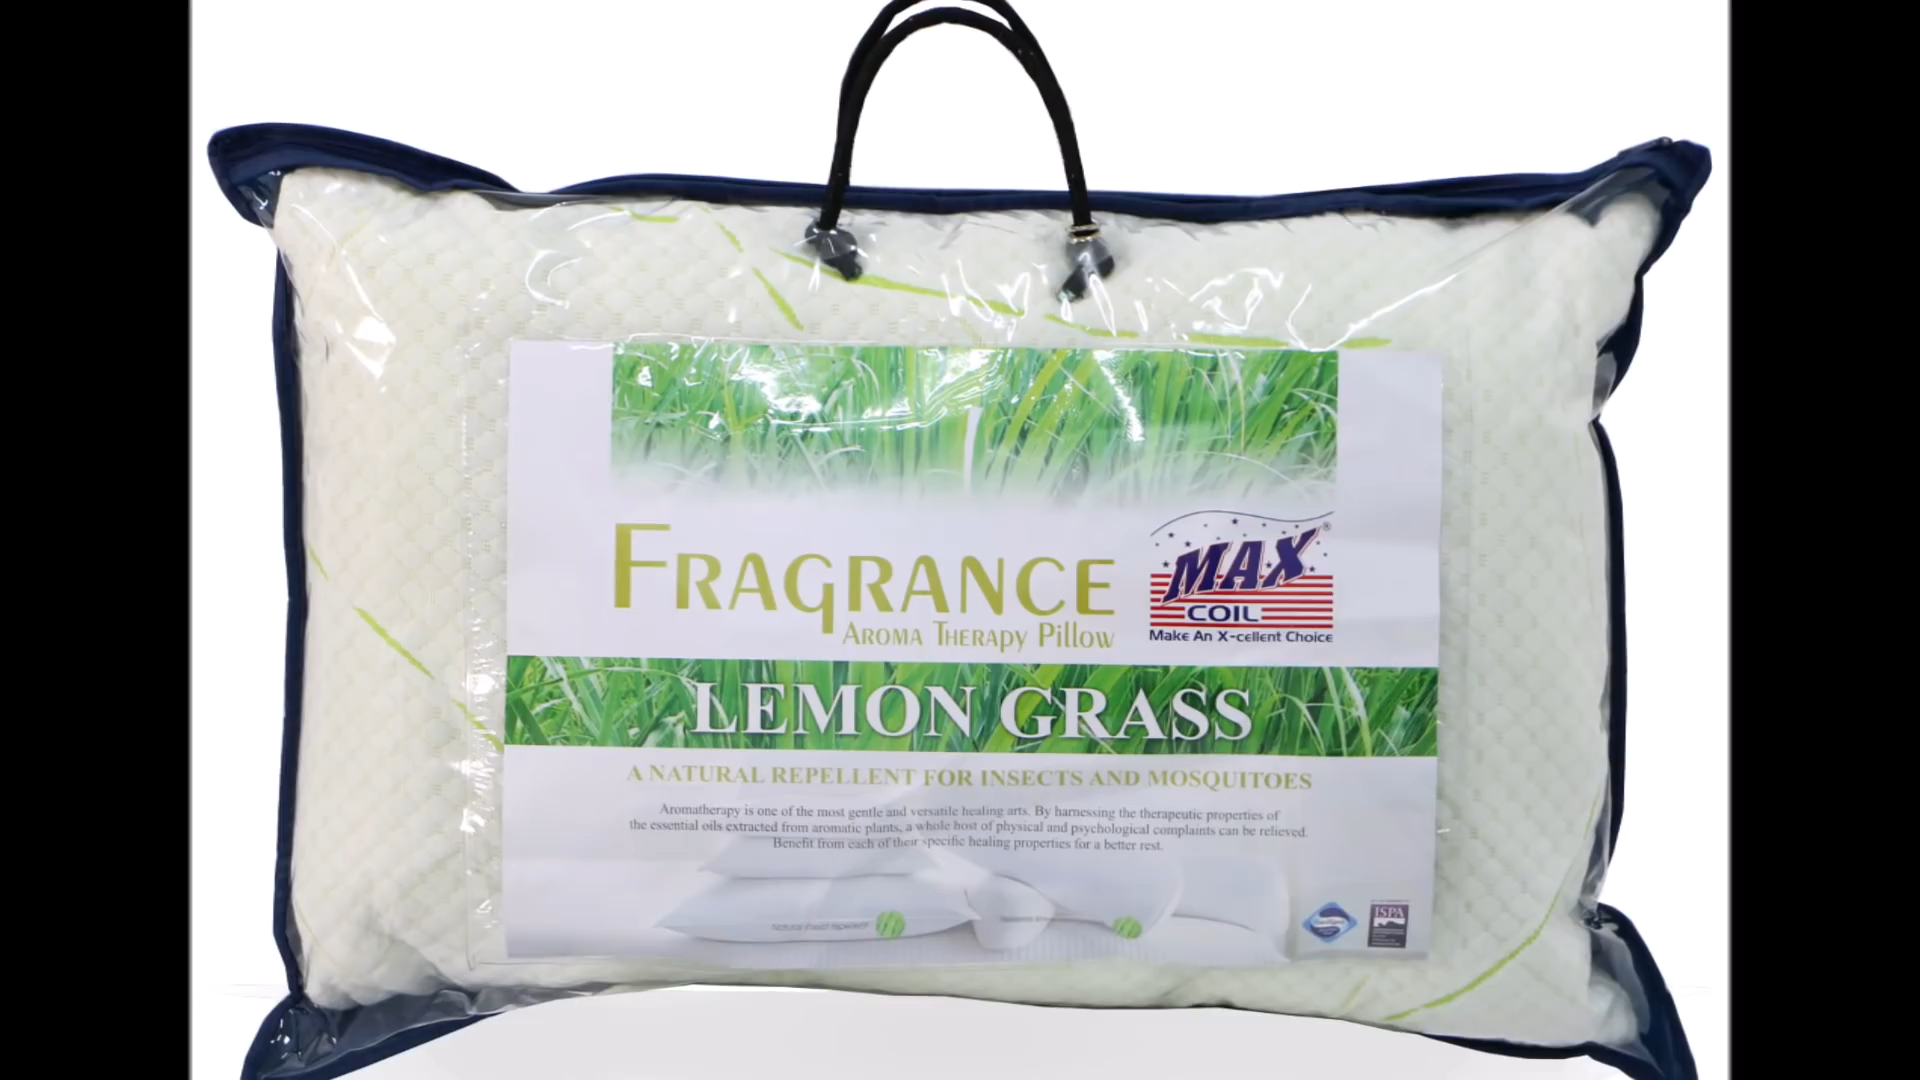 FRAGRANCE
AROMA THERAPY PILLOW
MAX
COIL
®
Make An X-cellent Choice
LEMON GRASS
A NATURAL REPELLENT FOR INSECTS AND MOSQUITOES
Aromatherapy is one of the most gentle and versatile healing arts. By harnessing the therapeutic properties of
the essential oils extracted from aromatic plants, a whole host of physical and psychological complaints can be relieved.
Benefit from each of their specific healing properties for a better rest.
Natural insect repellent
ISPA